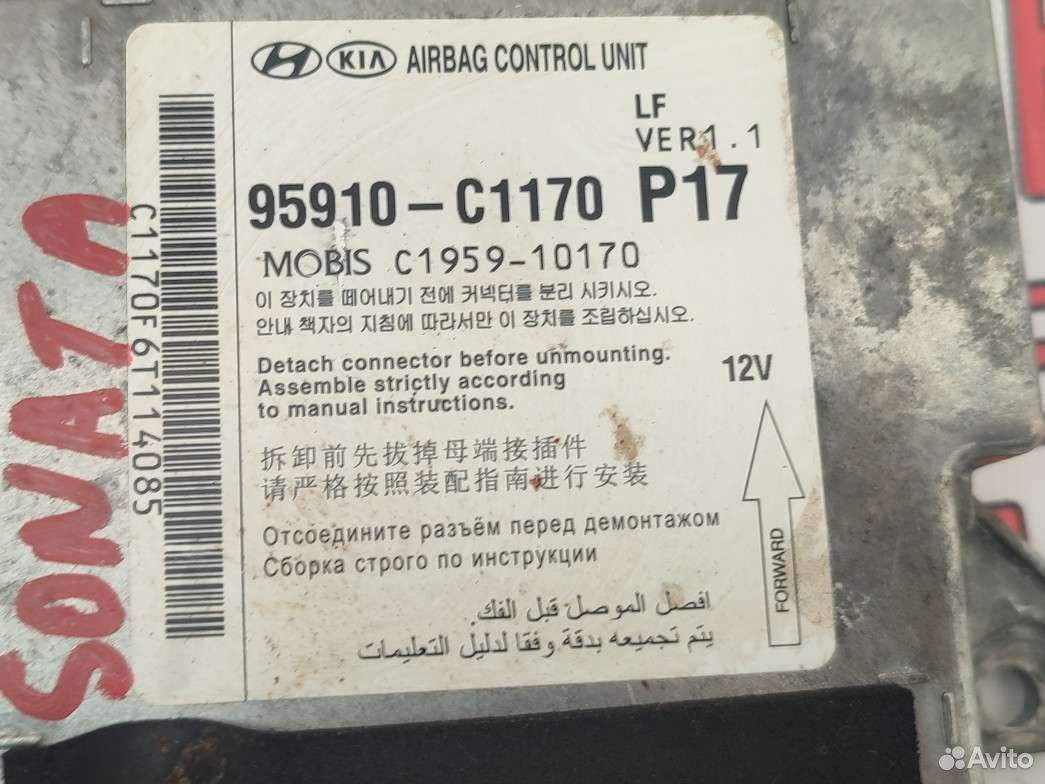 HYUNDAI KIA AIRBAG CONTROL UNIT
LF
VER1.1
95910-C1170 P17
MOBIS C1959-10170
이 장치를 떼어내기 전에 커넥터를 분리 시키시오.
안내 책자의 지침에 따라서만 이 장치를 조립하십시오.
Detach connector before unmounting.
Assemble strictly according
to manual instructions.
12V
拆卸前先拔掉母端接插件
请严格按照装配指南进行安装
Отсоедините разъём перед демонтажом
Сборка строго по инструкции
افصل الموصل قبل الفك.
يتم تجميعه بدقة وفقا لدليل التعليمات
FORWARD
C1170F6T114085
SONATA
Avito